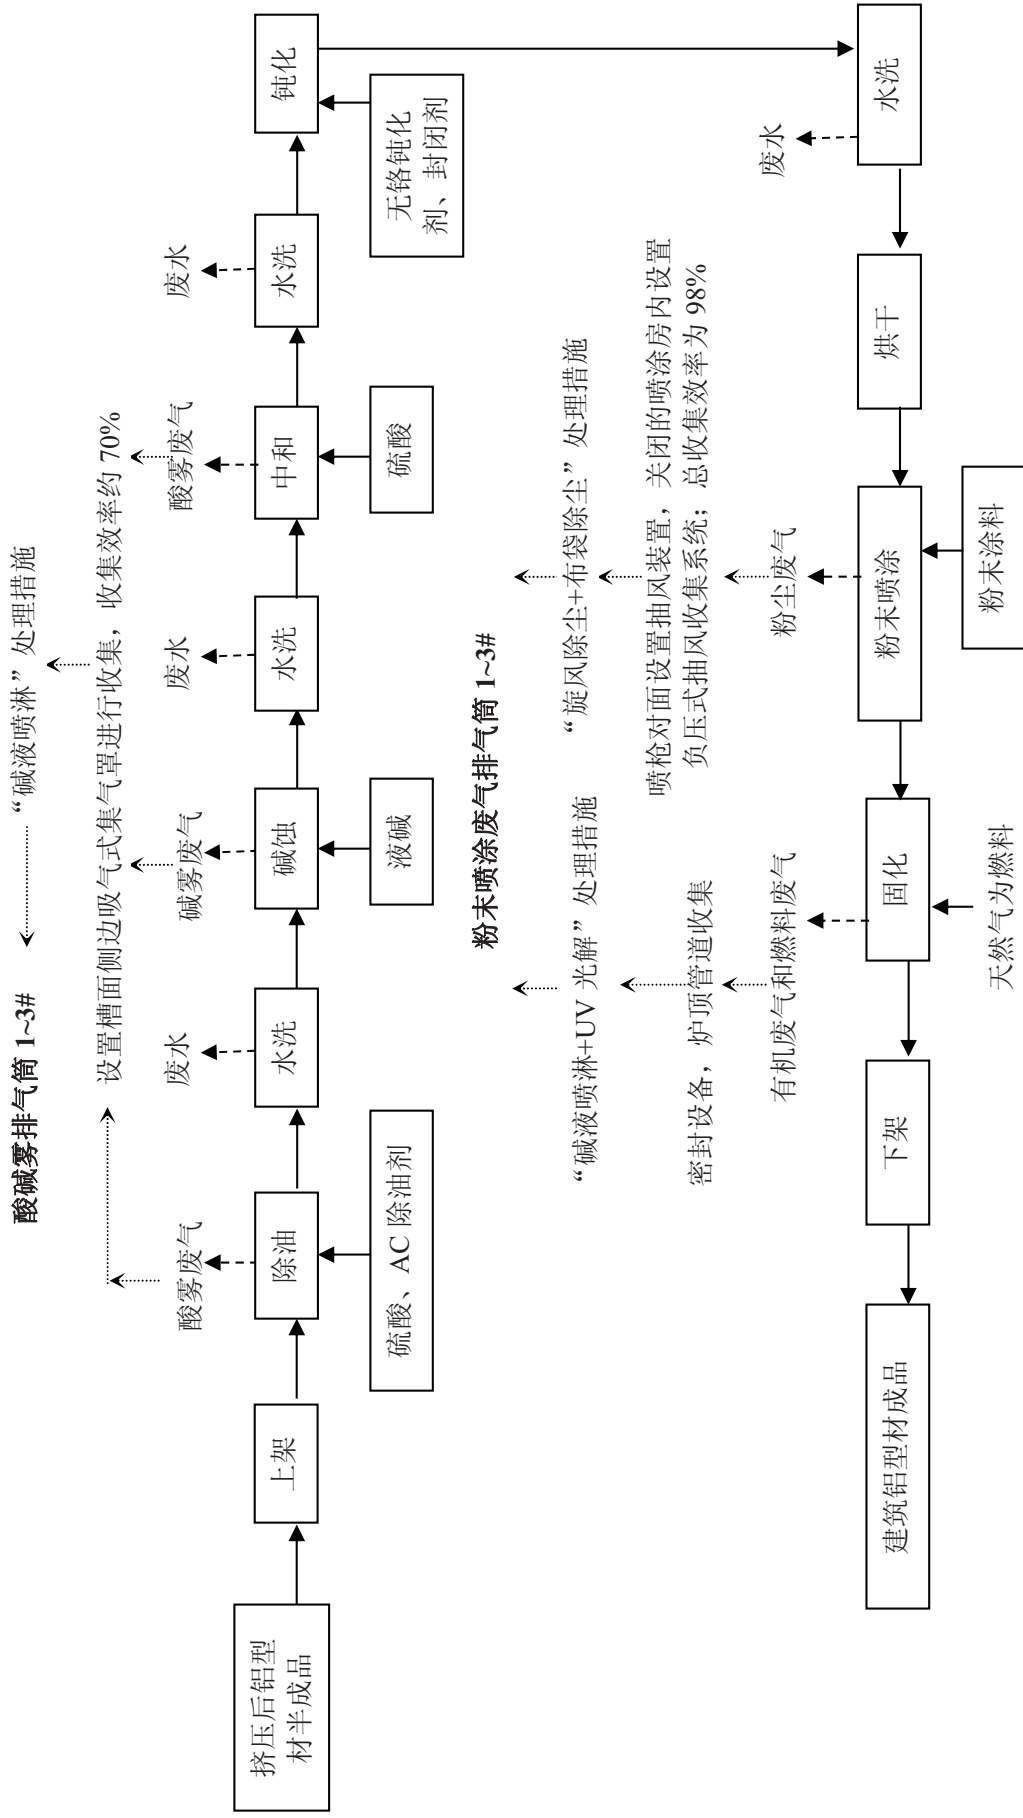 酸碱雾排气筒 1~3#
“碱液喷淋”处理措施
设置槽面侧边吸气式集气罩进行收集，收集效率约 70%
酸雾废气
废水
碱雾废气
废水
酸雾废气
废水
挤压后铝型
材半成品
上架
除油
水洗
碱蚀
水洗
中和
水洗
钝化
硫酸、AC 除油剂
液碱
硫酸
无铬钝化
剂、封闭剂
粉末喷涂废气排气筒 1~3#
“碱液喷淋+UV 光解”处理措施
“旋风除尘+布袋除尘”处理措施
密封设备，炉顶管道收集
喷枪对面设置抽风装置，关闭的喷涂房内设置
负压式抽风收集系统；总收集效率为 98%
有机废气和燃料废气
粉尘废气
废水
建筑铝型材成品
下架
固化
粉末喷涂
烘干
水洗
天然气为燃料
粉末涂料